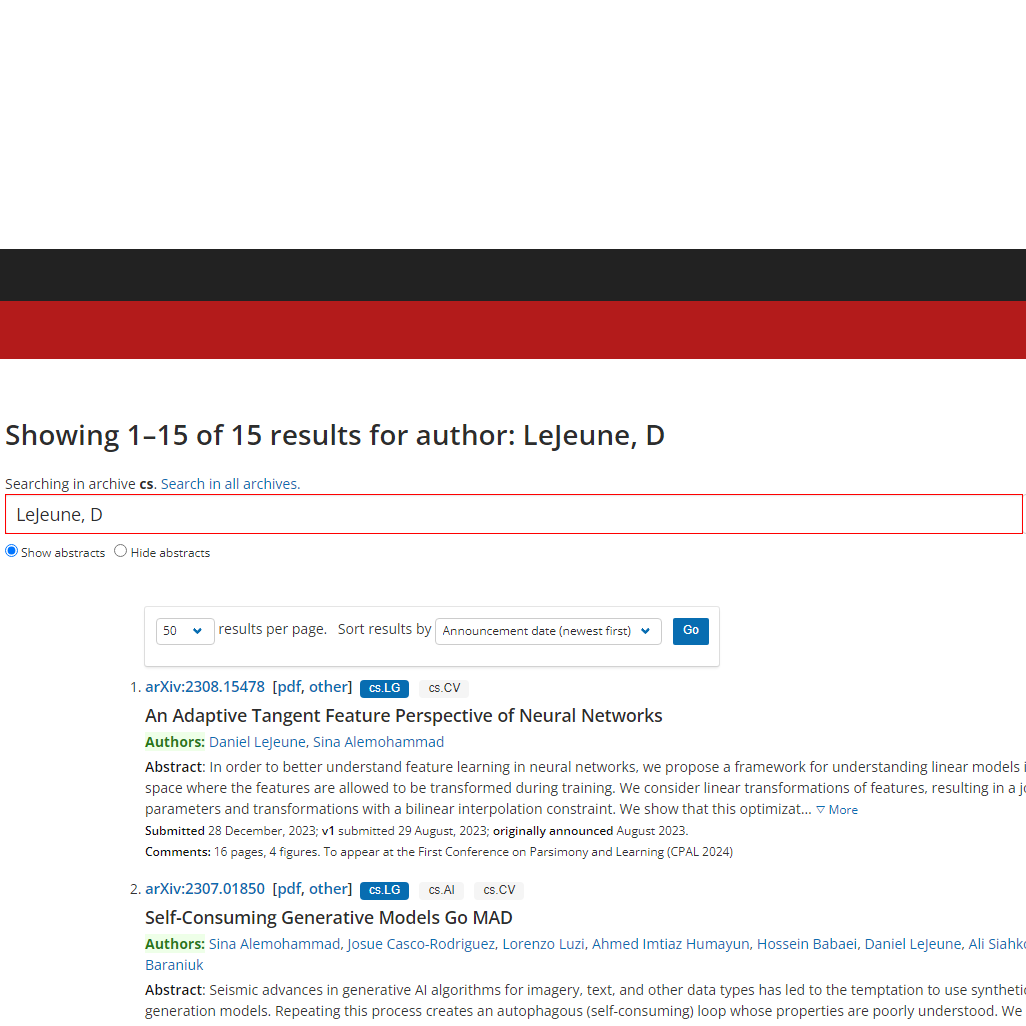 Showing 1–15 of 15 results for author: LeJeune, D
Searching in archive cs. Search in all archives.
LeJeune, D
Show abstracts Hide abstracts
50 results per page. Sort results by Announcement date (newest first) Go
1. arXiv:2308.15478 [pdf, other] cs.LG cs.CV
An Adaptive Tangent Feature Perspective of Neural Networks
Authors: Daniel LeJeune, Sina Alemohammad
Abstract: In order to better understand feature learning in neural networks, we propose a framework for understanding linear models
space where the features are allowed to be transformed during training. We consider linear transformations of features, resulting in a
parameters and transformations with a bilinear interpolation constraint. We show that this optimizat... ▽ More
Submitted 28 December, 2023; v1 submitted 29 August, 2023; originally announced August 2023.
Comments: 16 pages, 4 figures. To appear at the First Conference on Parsimony and Learning (CPAL 2024)
2. arXiv:2307.01850 [pdf, other] cs.LG cs.AI cs.CV
Self-Consuming Generative Models Go MAD
Authors: Sina Alemohammad, Josue Casco-Rodriguez, Lorenzo Luzi, Ahmed Imtiaz Humayun, Hossein Babaei, Daniel LeJeune, Ali
Baraniuk
Abstract: Seismic advances in generative AI algorithms for imagery, text, and other data types has led to the temptation to use
generation models. Repeating this process creates an autophagous (self-consuming) loop whose properties are poorly understood. We